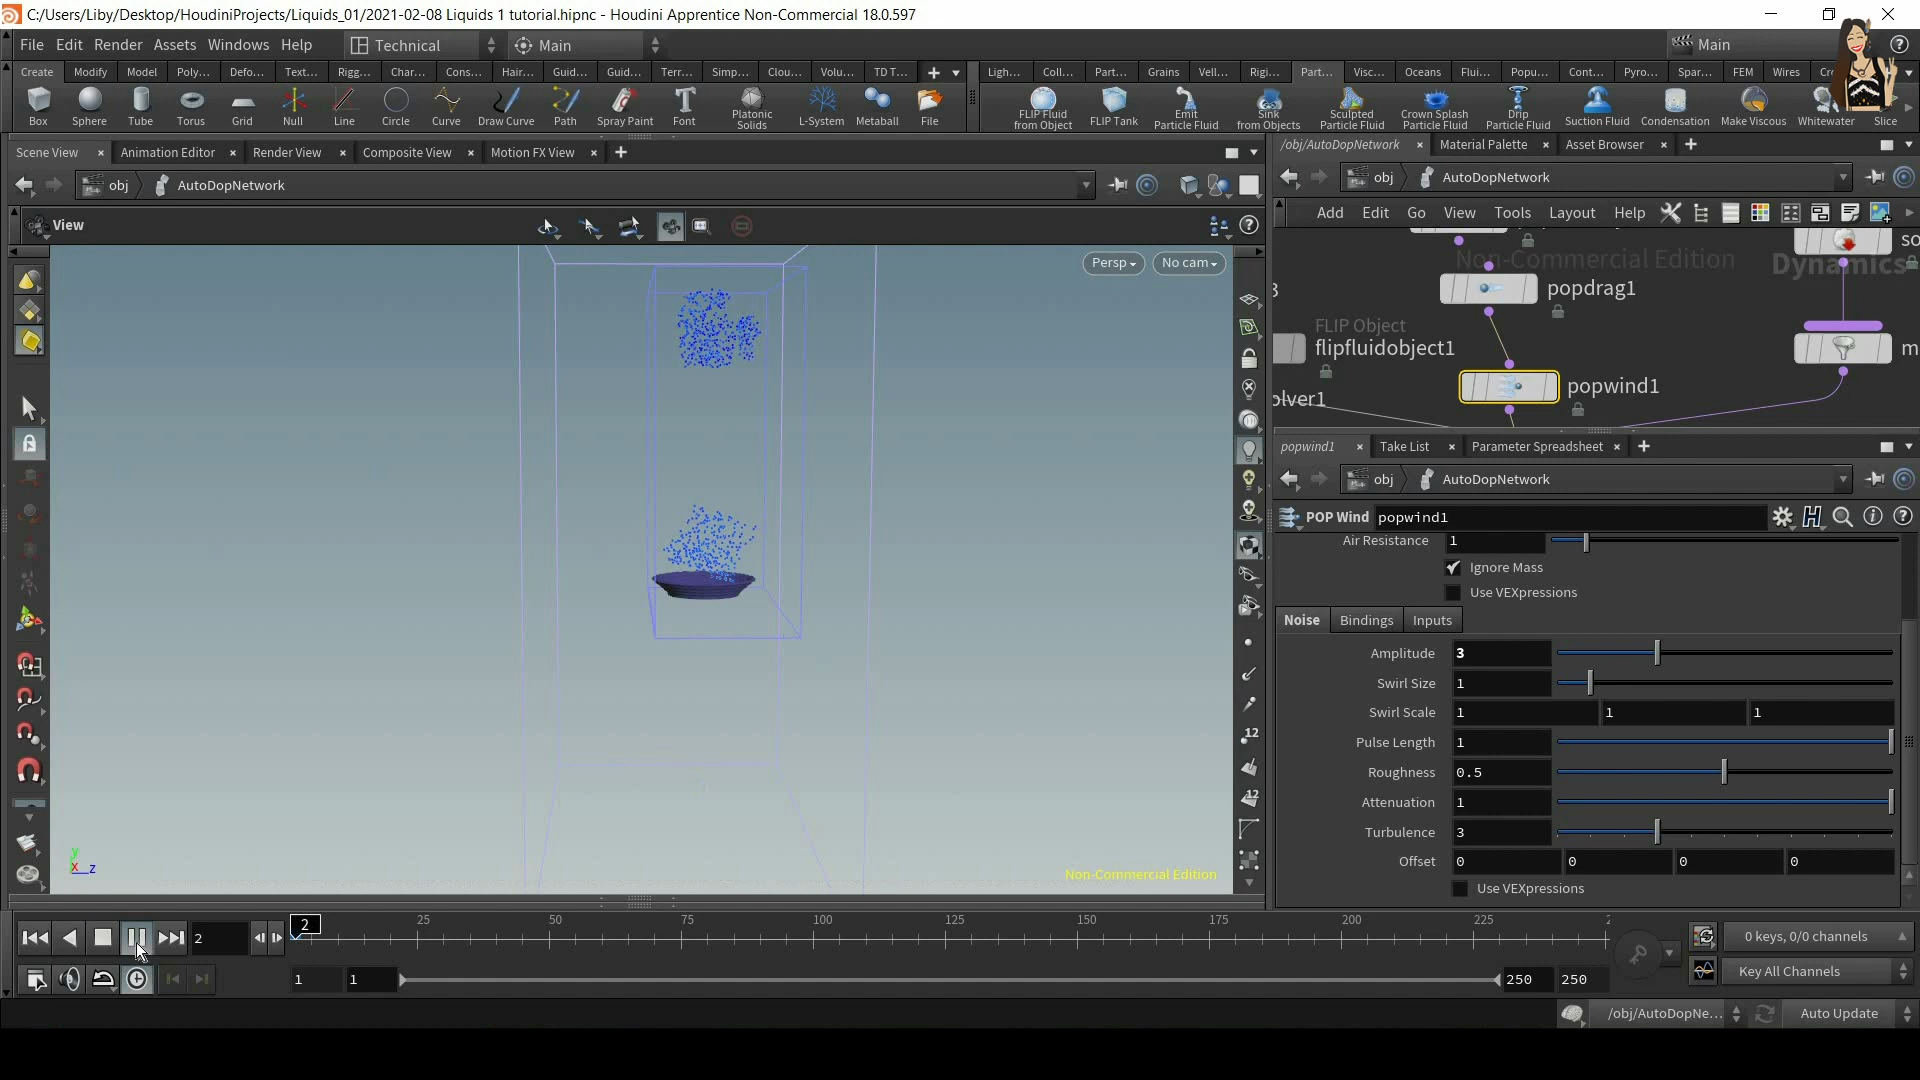 C:/Users/Liby/Desktop/HoudiniProjects/Liquids_01/2021-02-08 Liquids 1 tutorial.hipnc - Houdini Apprentice Non-Commercial 18.0.597
File Edit Render Assets Windows Help Technical Main Main
Create Modify Model Poly... Defo... Text... Rigg... Char... Cons... Hair... Guid... Guid... Terr... Simp... Clou... Volu... TD T...
Ligh... Coll... Part... Grains Vell... Rigi... Part... Visc... Oceans Flui... Popu... Cont... Pyro... Spar... FEM Wires
Box Sphere Tube Torus Grid Null Line Circle Curve Draw Curve Path Spray Paint Font Platonic Solids L-System Metaball File
FLIP Fluid from Object FLIP Tank Emit Particle Fluid Sink from Objects Sculpted Particle Fluid Crown Splash Particle Fluid Drip Particle Fluid Suction Fluid Condensation Make Viscous Whitewater Slice
Scene View Animation Editor Render View Composite View Motion FX View
/obj/AutoDopNetwork Material Palette Asset Browser
obj AutoDopNetwork
obj AutoDopNetwork
View
Add Edit Go View Tools Layout Help
Persp No cam
Non-Commercial Edition
Dynamics
so
popdrag1
FLIP Object
flipfluidobject1
m
popwind1
olver1
popwind1 Take List Parameter Spreadsheet
obj AutoDopNetwork
POP Wind popwind1
Air Resistance 1
Ignore Mass
Use VEXpressions
Noise Bindings Inputs
Amplitude 3
Swirl Size 1
Swirl Scale 1 1 1
Pulse Length 1
Roughness 0.5
Attenuation 1
Turbulence 3
Offset 0 0 0 0
Use VEXpressions
12
12
y
x z
Non-Commercial Edition
2 2 25 50 75 100 125 150 175 200 225 2
0 keys, 0/0 channels
1 1 250 250
Key All Channels
/obj/AutoDopNe... Auto Update